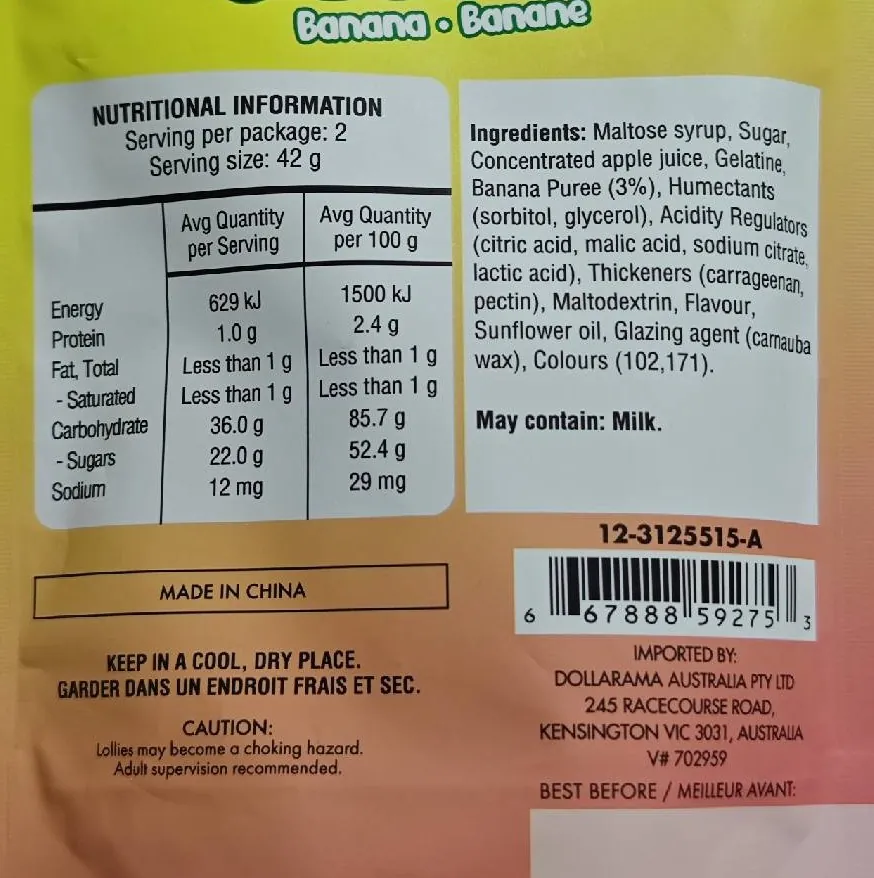 Banana • Banane
NUTRITIONAL INFORMATION
Serving per package: 2
Serving size: 42 g
Avg Quantity per Serving Avg Quantity per 100 g
Energy 629 kJ 1500 kJ
Protein 1.0 g 2.4 g
Fat, Total Less than 1 g Less than 1 g
- Saturated Less than 1 g Less than 1 g
Carbohydrate 36.0 g 85.7 g
- Sugars 22.0 g 52.4 g
Sodium 12 mg 29 mg
Ingredients: Maltose syrup, Sugar,
Concentrated apple juice, Gelatine,
Banana Puree (3%), Humectants
(sorbitol, glycerol), Acidity Regulators
(citric acid, malic acid, sodium citrate,
lactic acid), Thickeners (carrageenan,
pectin), Maltodextrin, Flavour,
Sunflower oil, Glazing agent (carnauba
wax), Colours (102,171).
May contain: Milk.
MADE IN CHINA
KEEP IN A COOL, DRY PLACE.
GARDER DANS UN ENDROIT FRAIS ET SEC.
CAUTION:
Lollies may become a choking hazard.
Adult supervision recommended.
12-3125515-A
6 67888 59275 3
IMPORTED BY:
DOLLARAMA AUSTRALIA PTY LTD
245 RACECOURSE ROAD,
KENSINGTON VIC 3031, AUSTRALIA
V# 702959
BEST BEFORE / MEILLEUR AVANT: